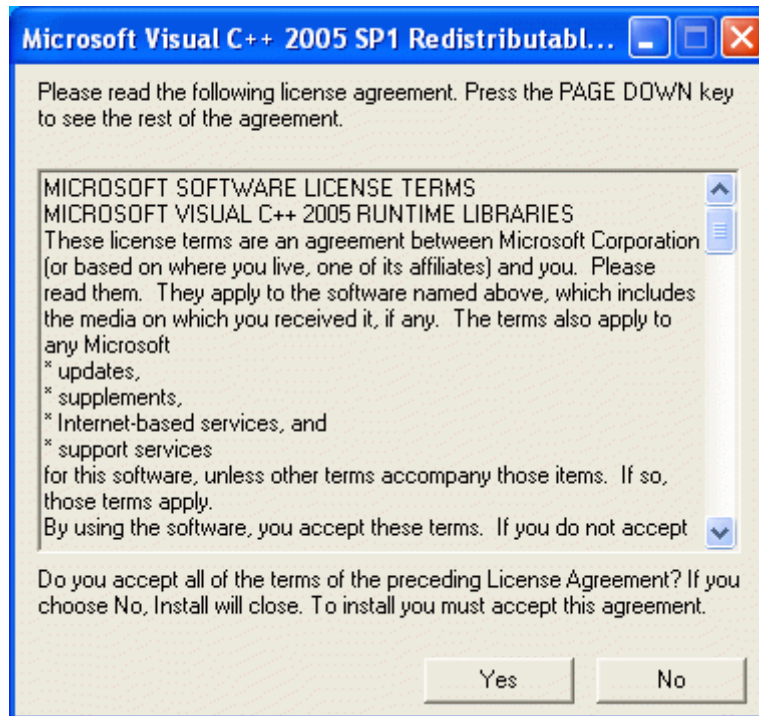 Microsoft Visual C++ 2005 SP1 Redistributabl...
Please read the following license agreement. Press the PAGE DOWN key
to see the rest of the agreement.
MICROSOFT SOFTWARE LICENSE TERMS
MICROSOFT VISUAL C++ 2005 RUNTIME LIBRARIES
These license terms are an agreement between Microsoft Corporation
(or based on where you live, one of its affiliates) and you.  Please
read them.  They apply to the software named above, which includes
the media on which you received it, if any.  The terms also apply to
any Microsoft
* updates,
* supplements,
* Internet-based services, and
* support services
for this software, unless other terms accompany those items.  If so,
those terms apply.
By using the software, you accept these terms.  If you do not accept
Do you accept all of the terms of the preceding License Agreement? If you
choose No, Install will close. To install you must accept this agreement.
Yes
No